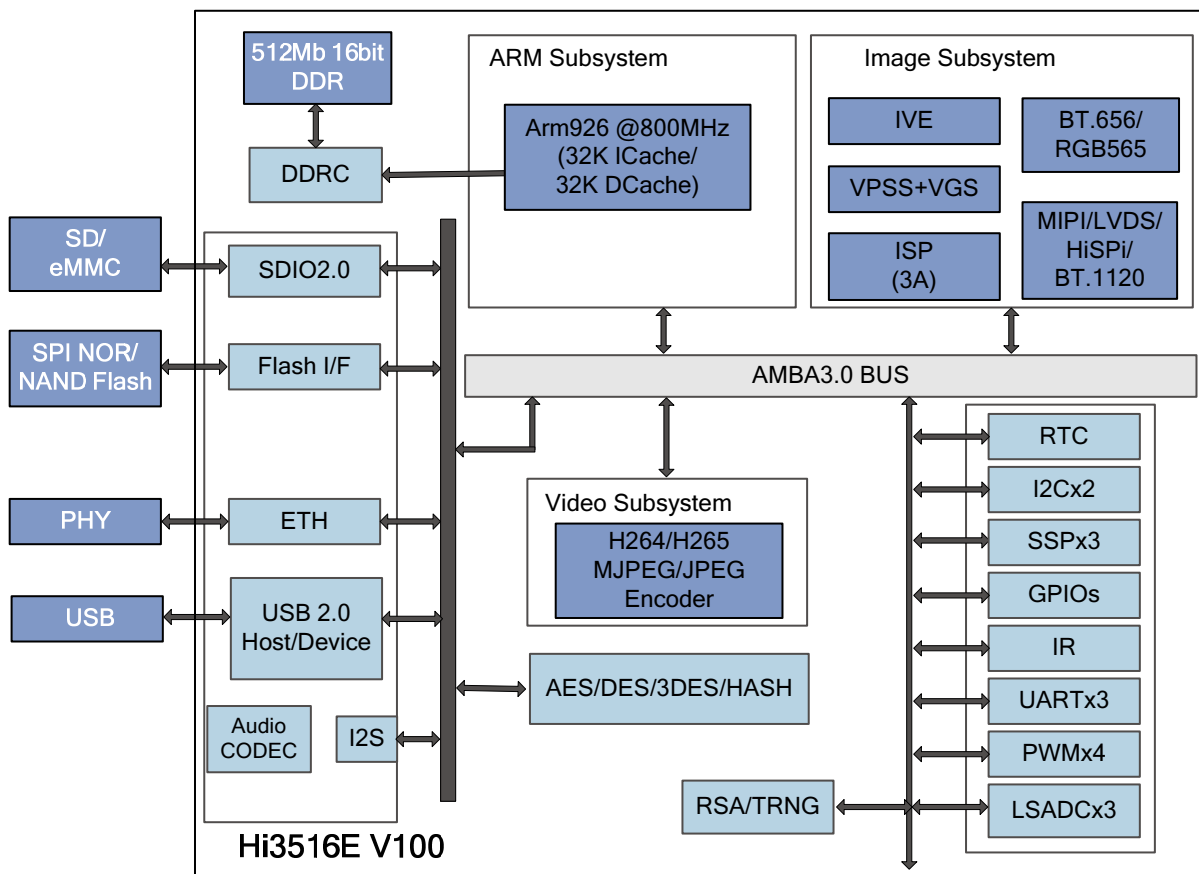 512Mb 16bit
DDR
DDRC
ARM Subsystem
Arm926 @800MHz
(32K ICache/
32K DCache)
Image Subsystem
IVE
VPSS+VGS
ISP
(3A)
BT.656/
RGB565
MIPI/LVDS/
HiSPi/
BT.1120
SD/
eMMC
SDIO2.0
SPI NOR/
NAND Flash
Flash I/F
AMBA3.0 BUS
PHY
ETH
USB
USB 2.0
Host/Device
Audio
CODEC
I2S
Video Subsystem
H264/H265
MJPEG/JPEG
Encoder
AES/DES/3DES/HASH
RSA/TRNG
RTC
I2Cx2
SSPx3
GPIOs
IR
UARTx3
PWMx4
LSADCx3
Hi3516E V100